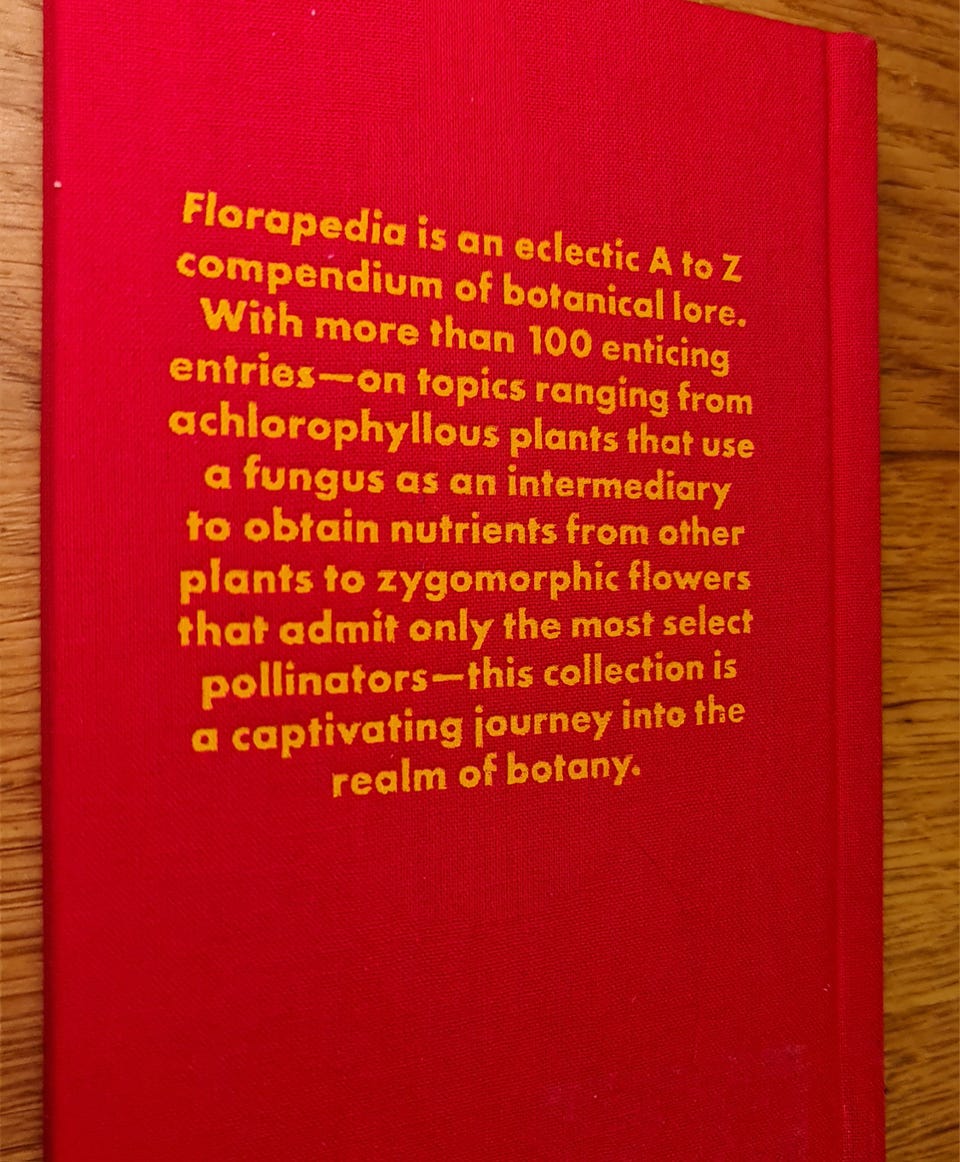 Florapedia is an eclectic A to Z
compendium of botanical lore.
With more than 100 enticing
entries—on topics ranging from
achlorophyllous plants that use
a fungus as an intermediary
to obtain nutrients from other
plants to zygomorphic flowers
that admit only the most select
pollinators—this collection is
a captivating journey into the
realm of botany.